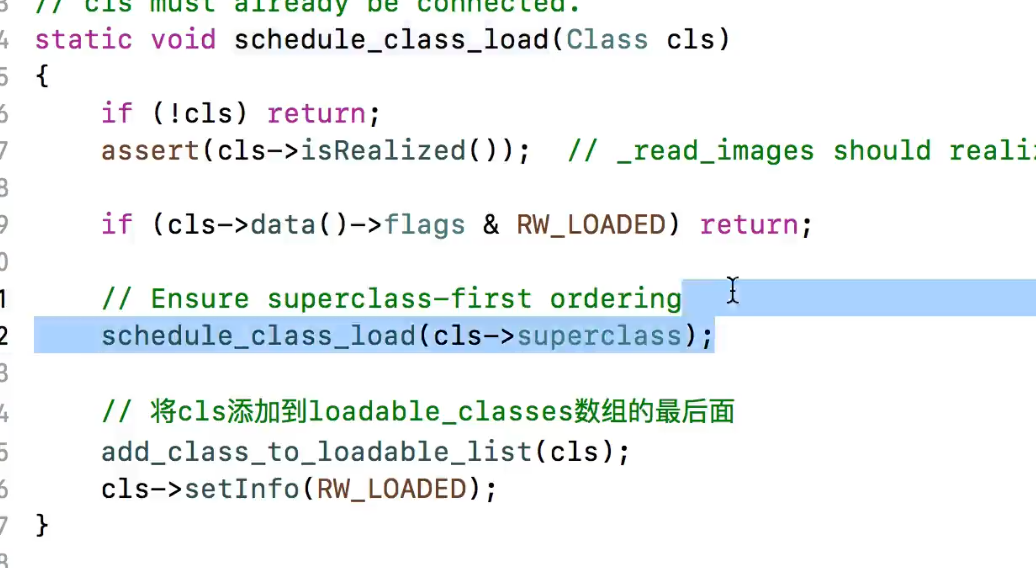 3 // cls must already be connected.
4 static void schedule_class_load(Class cls)
5 {
6 if (!cls) return;
7 assert(cls->isRealized()); // _read_images should realiz
8
9 if (cls->data()->flags & RW_LOADED) return;
0
1 // Ensure superclass-first ordering
2 schedule_class_load(cls->superclass);
3
4 // 将cls添加到loadable_classes数组的最后面
5 add_class_to_loadable_list(cls);
6 cls->setInfo(RW_LOADED);
7 }
8